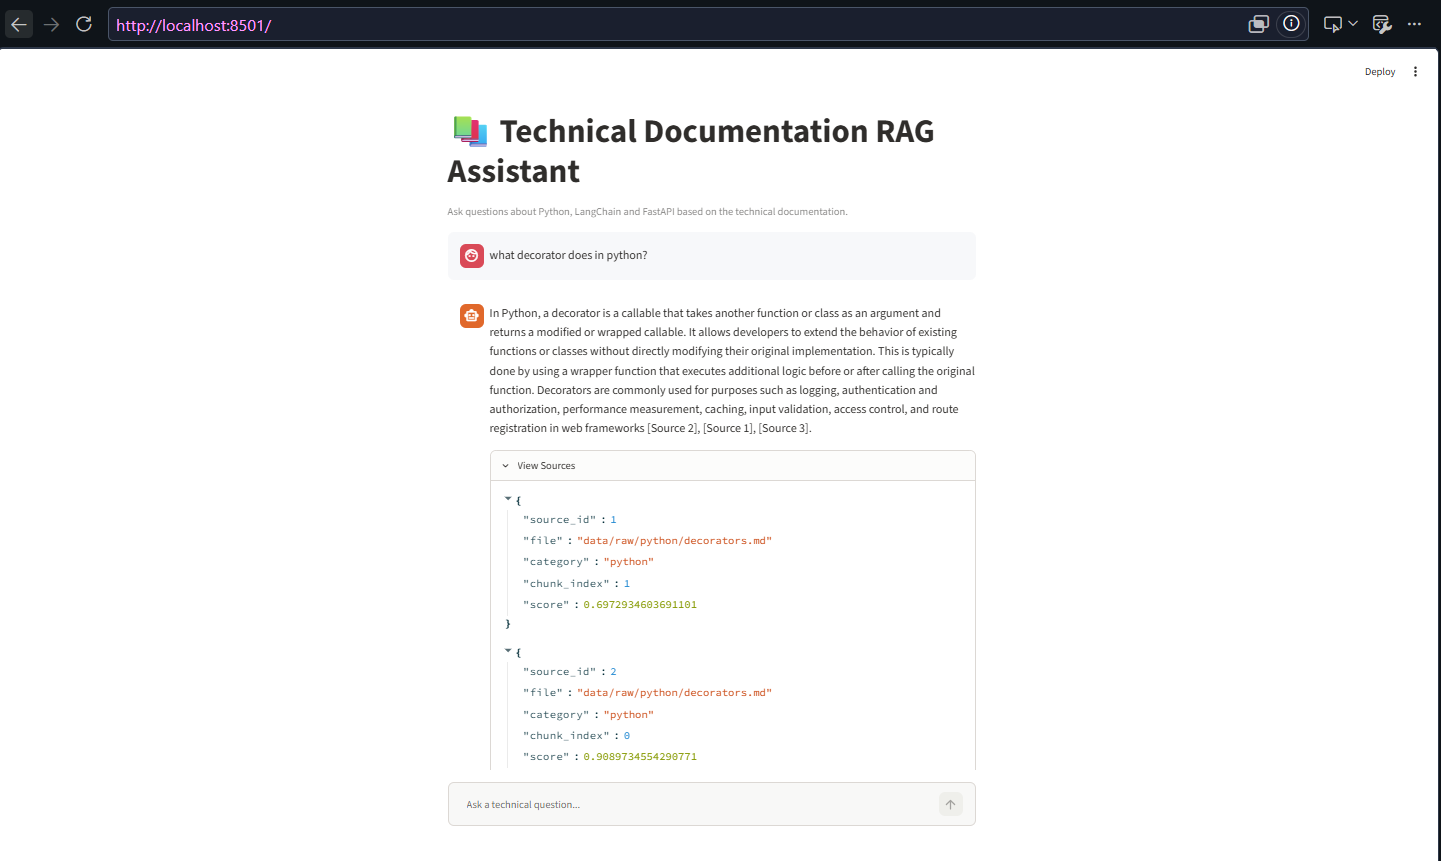 http://localhost:8501/
Deploy
Technical Documentation RAG
Assistant
Ask questions about Python, LangChain and FastAPI based on the technical documentation.
what decorator does in python?
In Python, a decorator is a callable that takes another function or class as an argument and
returns a modified or wrapped callable. It allows developers to extend the behavior of existing
functions or classes without directly modifying their original implementation. This is typically
done by using a wrapper function that executes additional logic before or after calling the original
function. Decorators are commonly used for purposes such as logging, authentication and
authorization, performance measurement, caching, input validation, access control, and route
registration in web frameworks [Source 2], [Source 1], [Source 3].
View Sources
{
"source_id" : 1
"file" : "data/raw/python/decorators.md"
"category" : "python"
"chunk_index" : 1
"score" : 0.6972934603691101
}
{
"source_id" : 2
"file" : "data/raw/python/decorators.md"
"category" : "python"
"chunk_index" : 0
"score" : 0.9089734554290771
Ask a technical question...